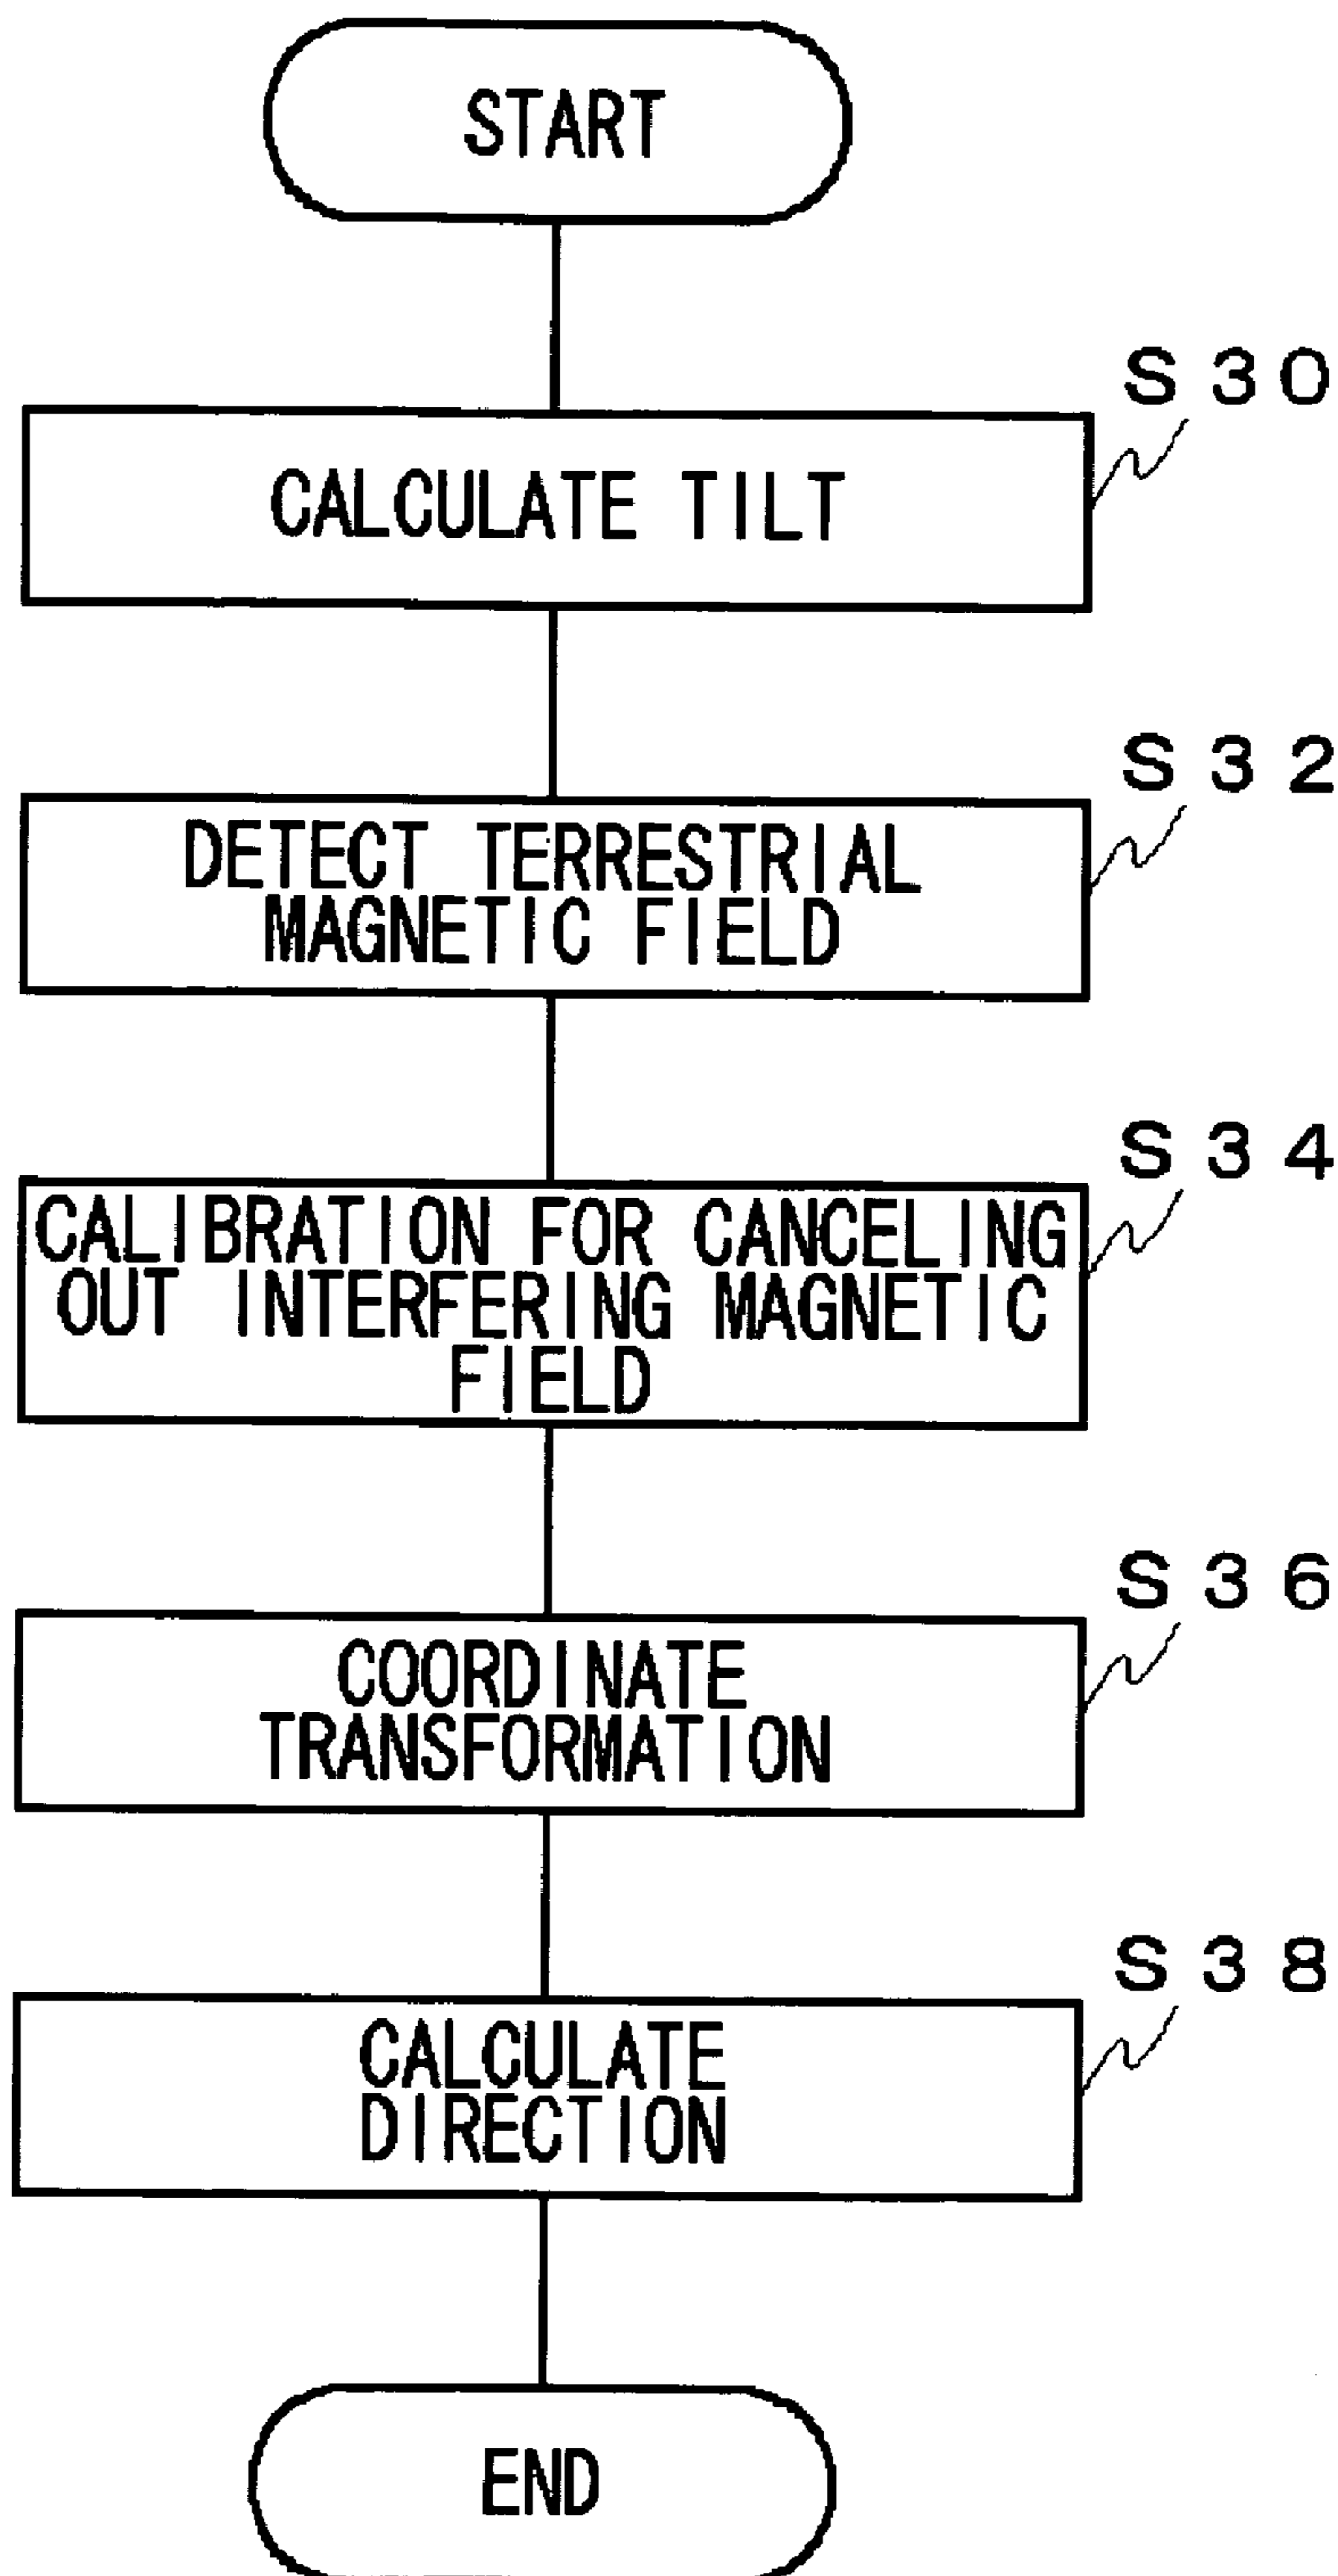 START
S30
CALCULATE TILT
S32
DETECT TERRESTRIAL
MAGNETIC FIELD
S34
CALIBRATION FOR CANCELING
OUT INTERFERING MAGNETIC
FIELD
S36
COORDINATE
TRANSFORMATION
S38
CALCULATE
DIRECTION
END